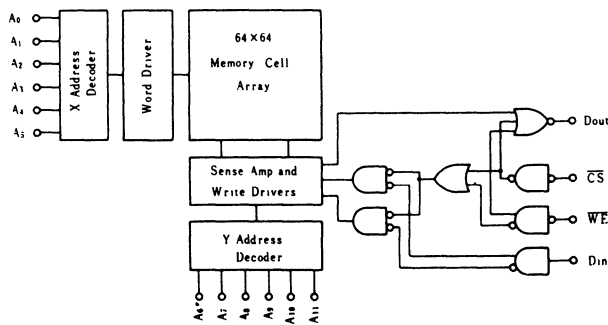 A0
A1
A2
A3
A4
A5
X Address
Decoder
Word Driver
64×64
Memory Cell
Array
Sense Amp and
Write Drivers
Y Address
Decoder
A6*
A7
A8
A9
A10
A11
Dout
CS
WE
Din